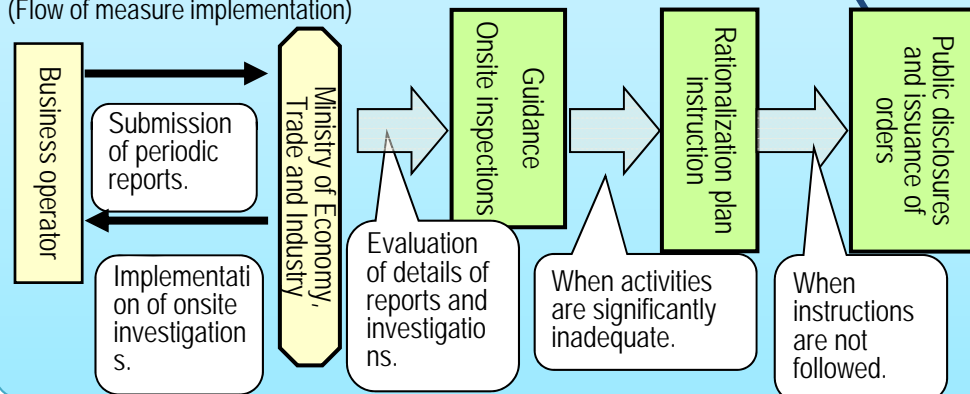 (Flow of measure implementation)
Business operator
Submission
of periodic
reports.
Implementati
on of onsite
investigation
s.
Ministry of Economy,
Trade and Industry
Evaluation
of details of
reports and
investigatio
ns.
Guidance
Onsite inspections
When activities
are significantly
inadequate.
Rationalization plan
instruction
When
instructions
are not
followed.
Public disclosures
and issuance of
orders